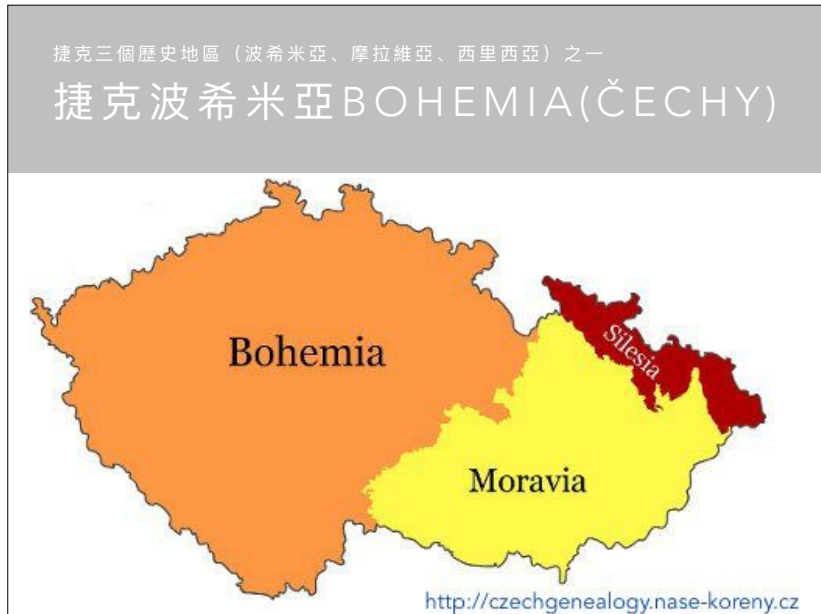 捷克三個歷史地區（波希米亞、摩拉維亞、西里西亞）之一
捷克波希米亞BOHEMIA(ČECHY)
Silesia
Bohemia
Moravia
http://czechgenealogy.nase-koreny.cz